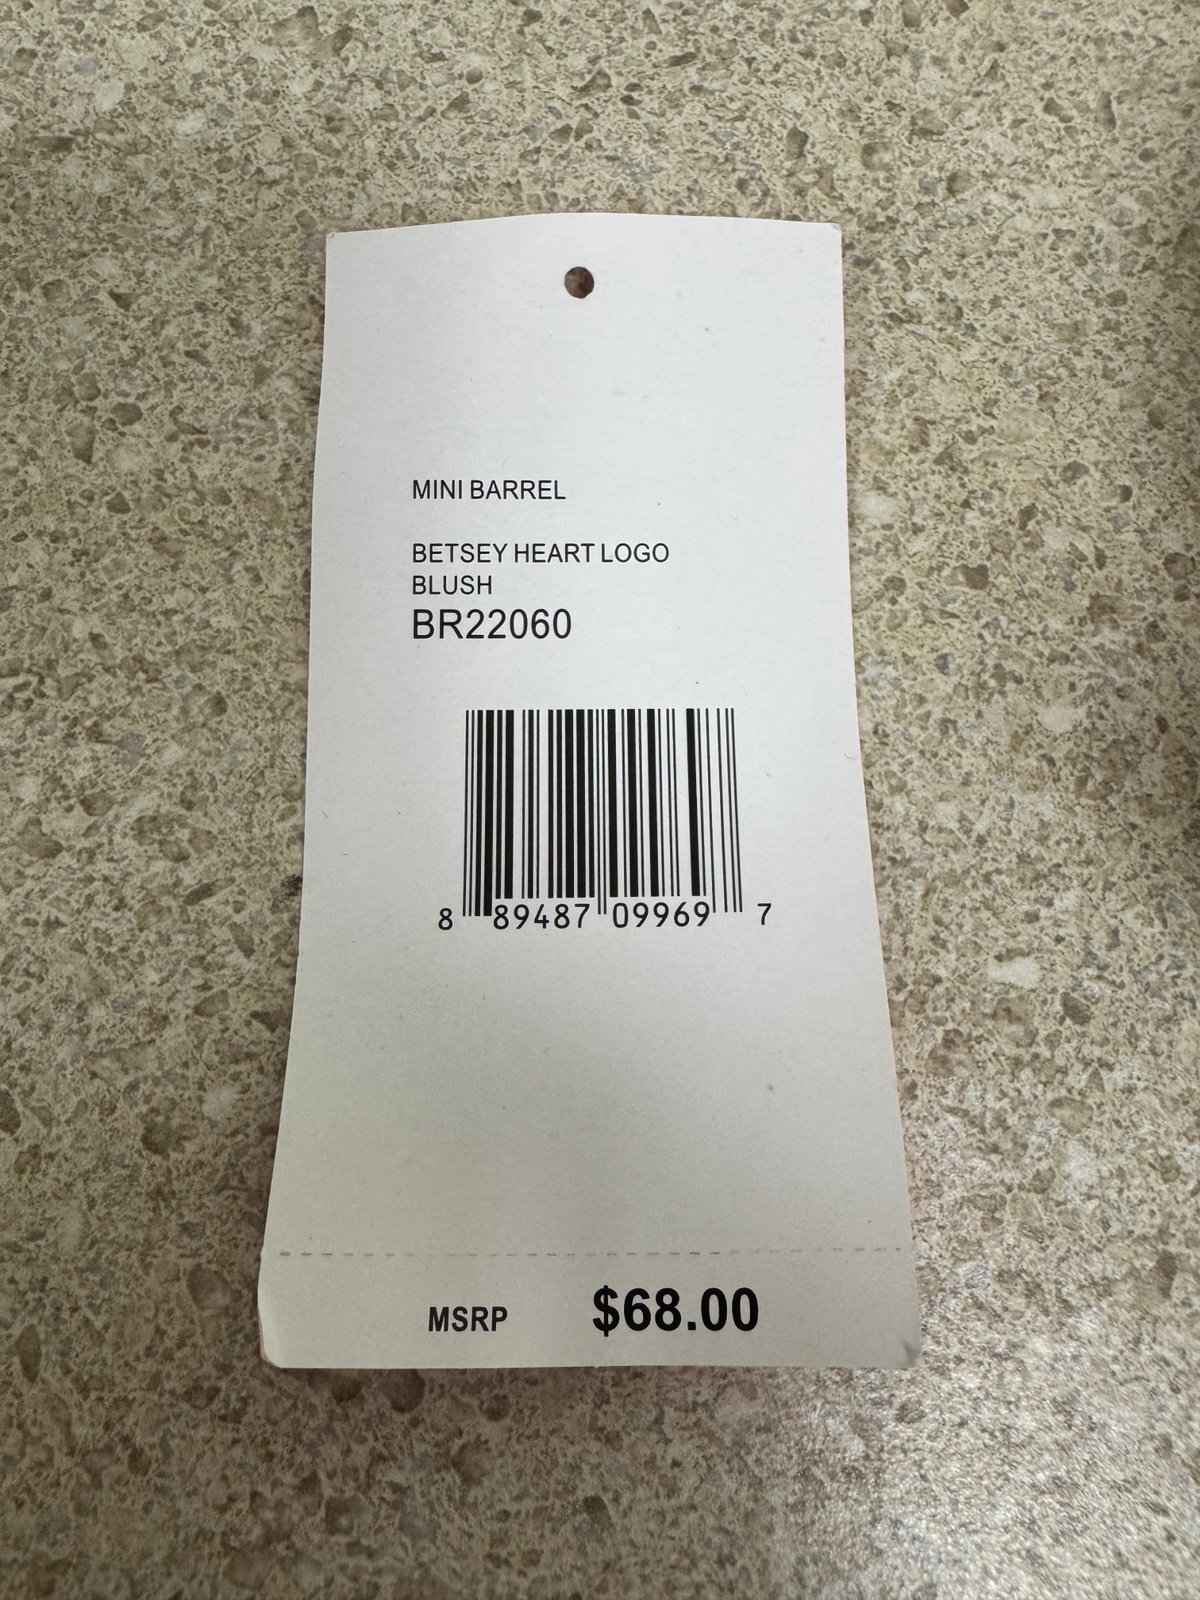 MINI BARREL
BETSEY HEART LOGO
BLUSH
BR22060
8 89487 09969 7
MSRP $68.00